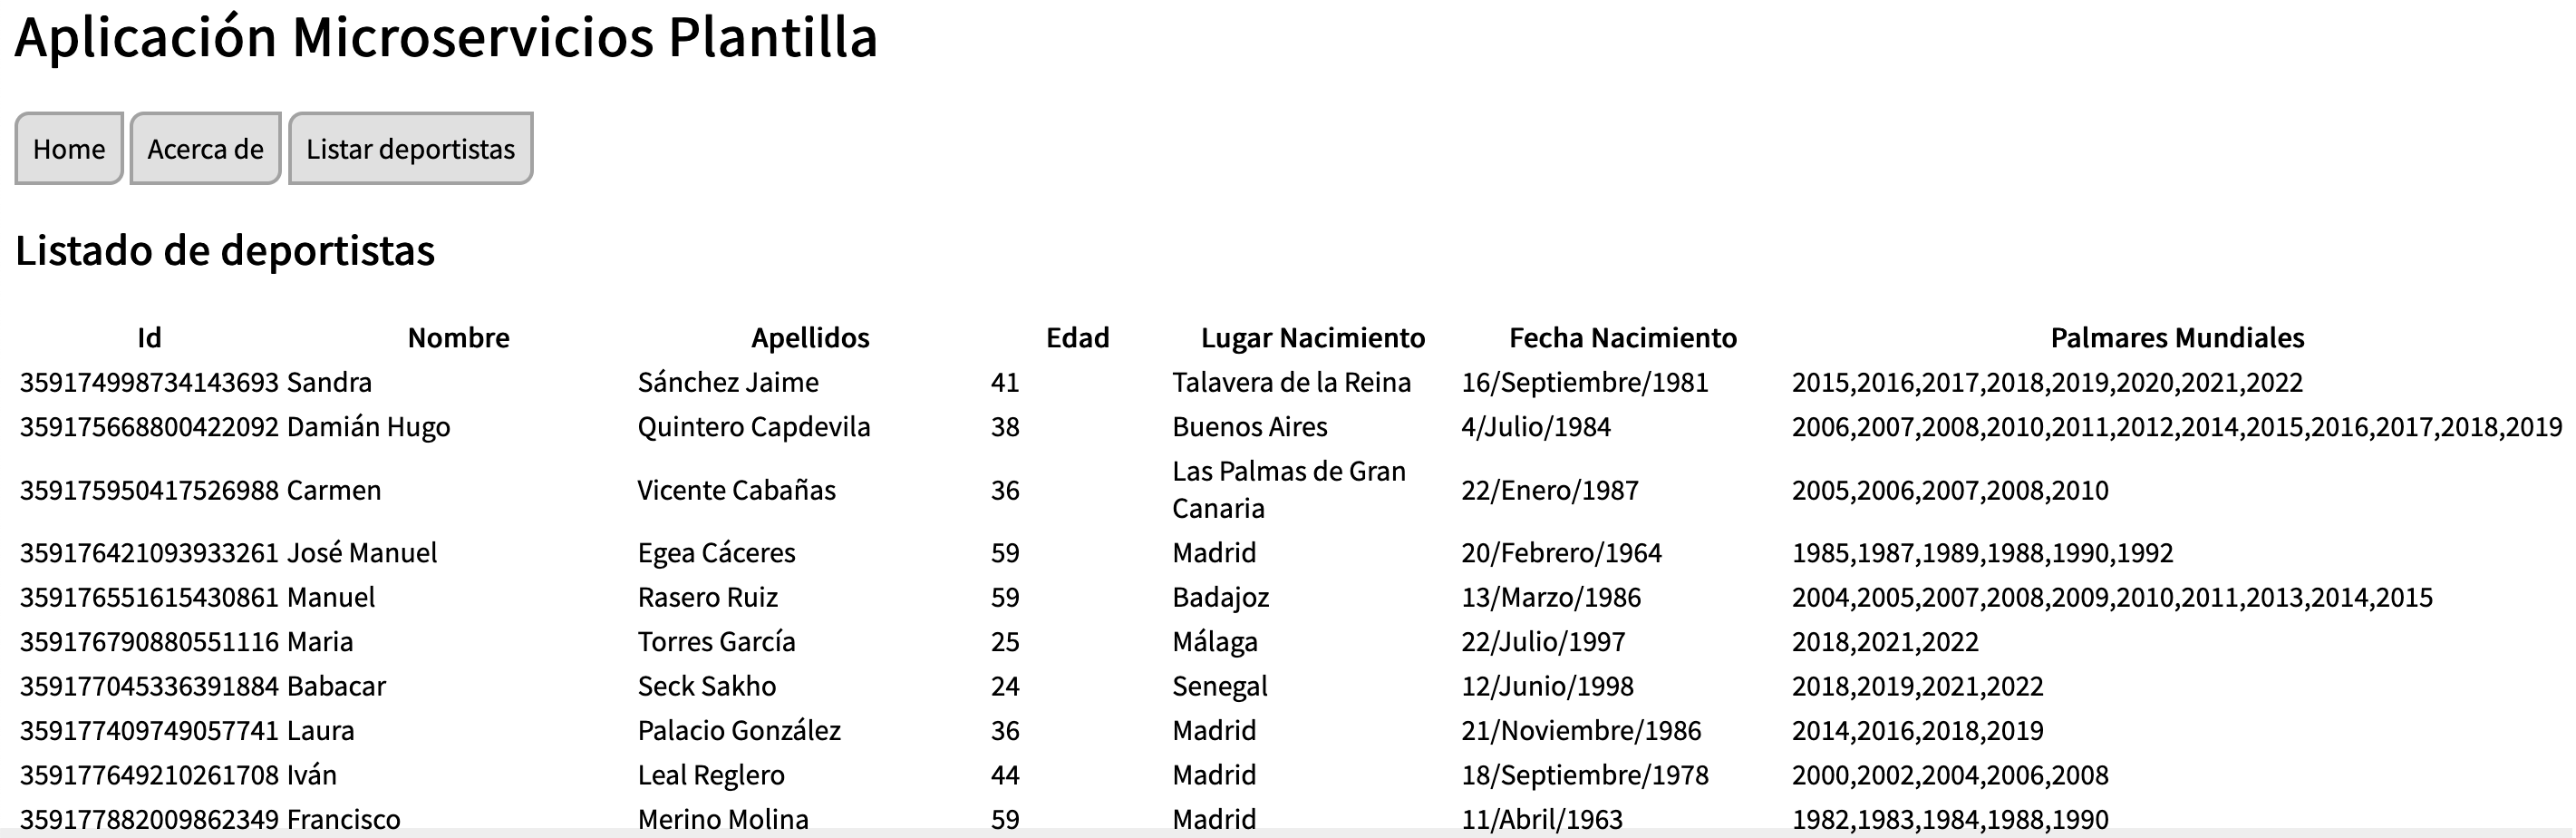 Aplicación Microservicios Plantilla
Home Acerca de Listar deportistas
Listado de deportistas
Id Nombre Apellidos Edad Lugar Nacimiento Fecha Nacimiento Palmares Mundiales
359174998734143693 Sandra Sánchez Jaime 41 Talavera de la Reina 16/Septiembre/1981 2015,2016,2017,2018,2019,2020,2021,2022
359175668800422092 Damián Hugo Quintero Capdevila 38 Buenos Aires 4/Julio/1984 2006,2007,2008,2010,2011,2012,2014,2015,2016,2017,2018,2019
359175950417526988 Carmen Vicente Cabañas 36 Las Palmas de Gran Canaria 22/Enero/1987 2005,2006,2007,2008,2010
359176421093933261 José Manuel Egea Cáceres 59 Madrid 20/Febrero/1964 1985,1987,1989,1988,1990,1992
359176551615430861 Manuel Rasero Ruiz 59 Badajoz 13/Marzo/1986 2004,2005,2007,2008,2009,2010,2011,2013,2014,2015
359176790880551116 Maria Torres García 25 Málaga 22/Julio/1997 2018,2021,2022
359177045336391884 Babacar Seck Sakho 24 Senegal 12/Junio/1998 2018,2019,2021,2022
359177409749057741 Laura Palacio González 36 Madrid 21/Noviembre/1986 2014,2016,2018,2019
359177649210261708 Iván Leal Reglero 44 Madrid 18/Septiembre/1978 2000,2002,2004,2006,2008
359177882009862349 Francisco Merino Molina 59 Madrid 11/Abril/1963 1982,1983,1984,1988,1990